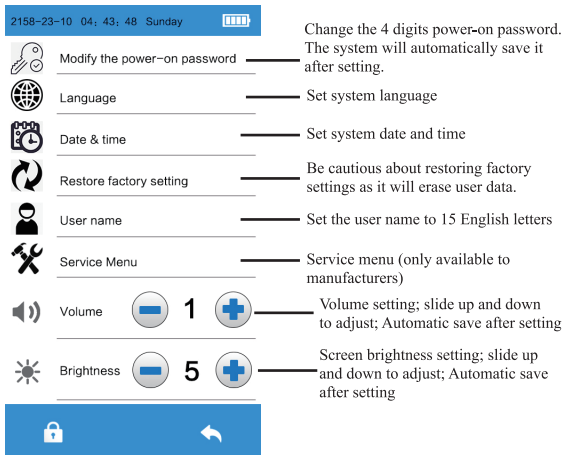 2158-23-10 04; 43; 48 Sunday
Modify the power-on password
Change the 4 digits power-on password.
The system will automatically save it
after setting.
Language
Set system language
Date & time
Set system date and time
Restore factory setting
Be cautious about restoring factory
settings as it will erase user data.
User name
Set the user name to 15 English letters
Service Menu
Service menu (only available to
manufacturers)
Volume 1
Volume setting; slide up and down
to adjust; Automatic save after setting
Brightness 5
Screen brightness setting; slide up
and down to adjust; Automatic save
after setting